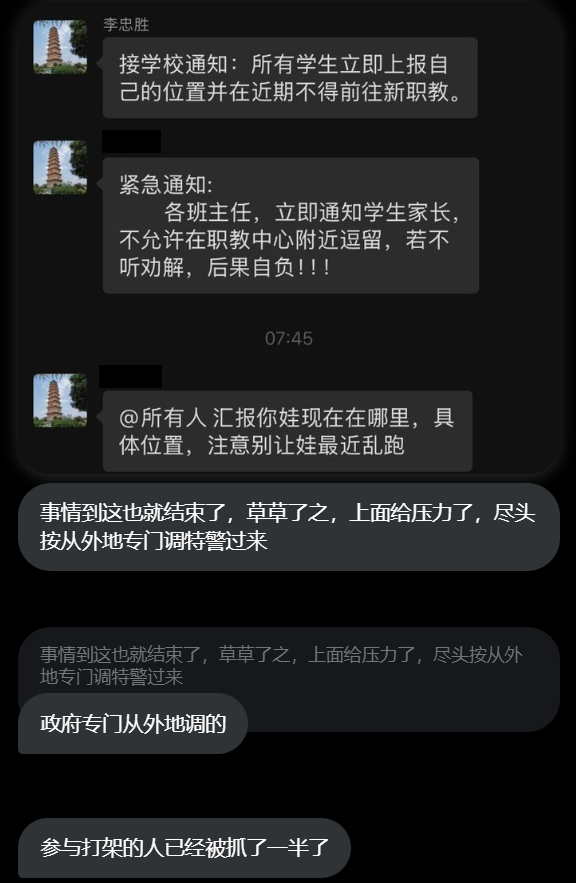 李忠胜
接学校通知：所有学生立即上报自
己的位置并在近期不得前往新职教。
紧急通知:
各班主任，立即通知学生家长，
不允许在职教中心附近逗留，若不
听劝解，后果自负!!!
07:45
@所有人 汇报你娃现在在哪里，具
体位置，注意别让娃最近乱跑
事情到这也就结束了，草草了之，上面给压力了，尽头
按从外地专门调特警过来
事情到这也就结束了，草草了之，上面给压力了，尽头按从外
地专门调特警过来
政府专门从外地调的
参与打架的人已经被抓了一半了